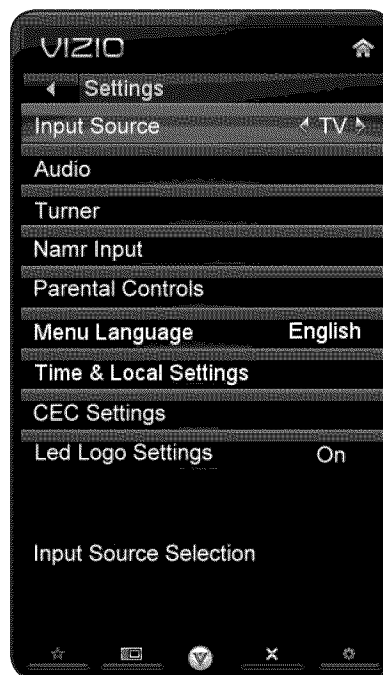 VIZIO
Settings
Input Source TV
Audio
Turner
Namr Input
Parental Controls
Menu Language English
Time & Local Settings
CEC Settings
Led Logo Settings On
Input Source Selection